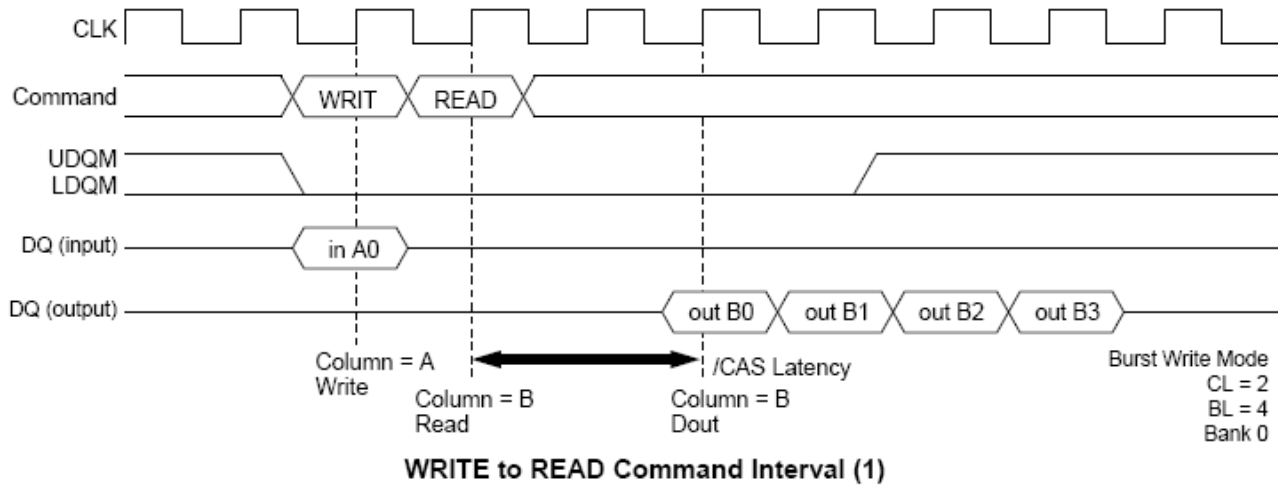 CLK
Command WRIT READ
UDQM
LDQM
DQ (input) in A0
DQ (output) out B0 out B1 out B2 out B3
Column = A
Write
/CAS Latency
Column = B
Read
Column = B
Dout
Burst Write Mode
CL = 2
BL = 4
Bank 0
WRITE to READ Command Interval (1)